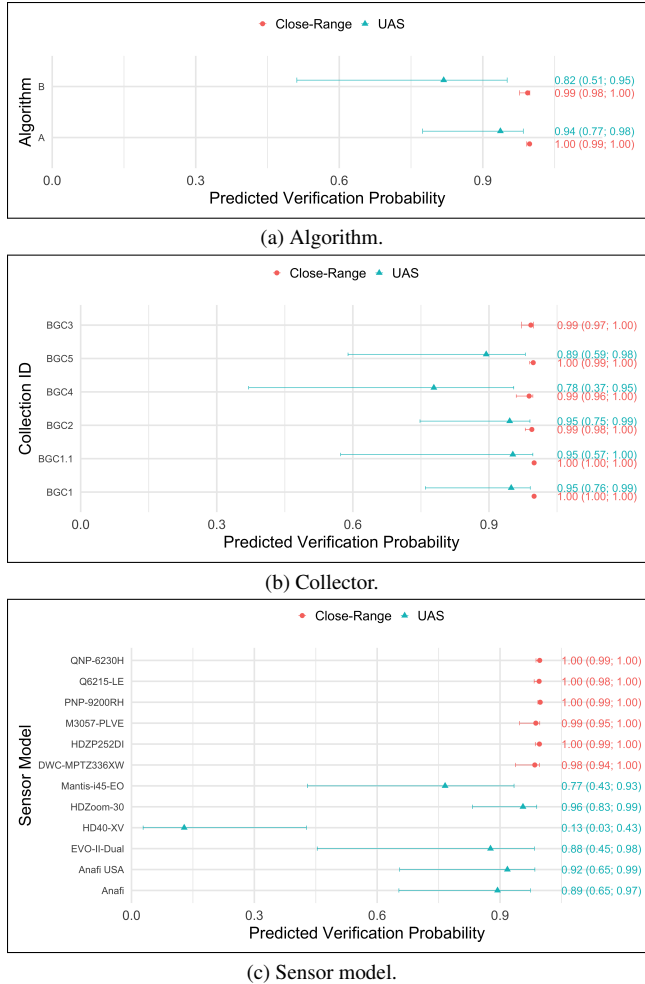 Close-Range UAS
B 0.82 (0.51; 0.95)
0.99 (0.98; 1.00)
A 0.94 (0.77; 0.98)
1.00 (0.99; 1.00)
Algorithm
0.0 0.3 0.6 0.9
Predicted Verification Probability
(a) Algorithm.
Close-Range UAS
BGC3 0.99 (0.97; 1.00)
BGC5 0.89 (0.59; 0.98)
1.00 (0.99; 1.00)
BGC4 0.78 (0.37; 0.95)
0.99 (0.96; 1.00)
BGC2 0.95 (0.75; 0.99)
0.99 (0.98; 1.00)
BGC1.1 0.95 (0.57; 1.00)
1.00 (1.00; 1.00)
BGC1 0.95 (0.76; 0.99)
1.00 (1.00; 1.00)
Collection ID
0.0 0.3 0.6 0.9
Predicted Verification Probability
(b) Collector.
Close-Range UAS
QNP-6230H 1.00 (0.99; 1.00)
Q6215-LE 1.00 (0.98; 1.00)
PNP-9200RH 1.00 (0.99; 1.00)
M3057-PLVE 0.99 (0.95; 1.00)
HDZP252DI 1.00 (0.99; 1.00)
DWC-MPTZ336XW 0.98 (0.94; 1.00)
Mantis-i45-EO 0.77 (0.43; 0.93)
HDZoom-30 0.96 (0.83; 0.99)
HD40-XV 0.13 (0.03; 0.43)
EVO-II-Dual 0.88 (0.45; 0.98)
Anafi USA 0.92 (0.65; 0.99)
Anafi 0.89 (0.65; 0.97)
Sensor Model
0.0 0.3 0.6 0.9
Predicted Verification Probability
(c) Sensor model.